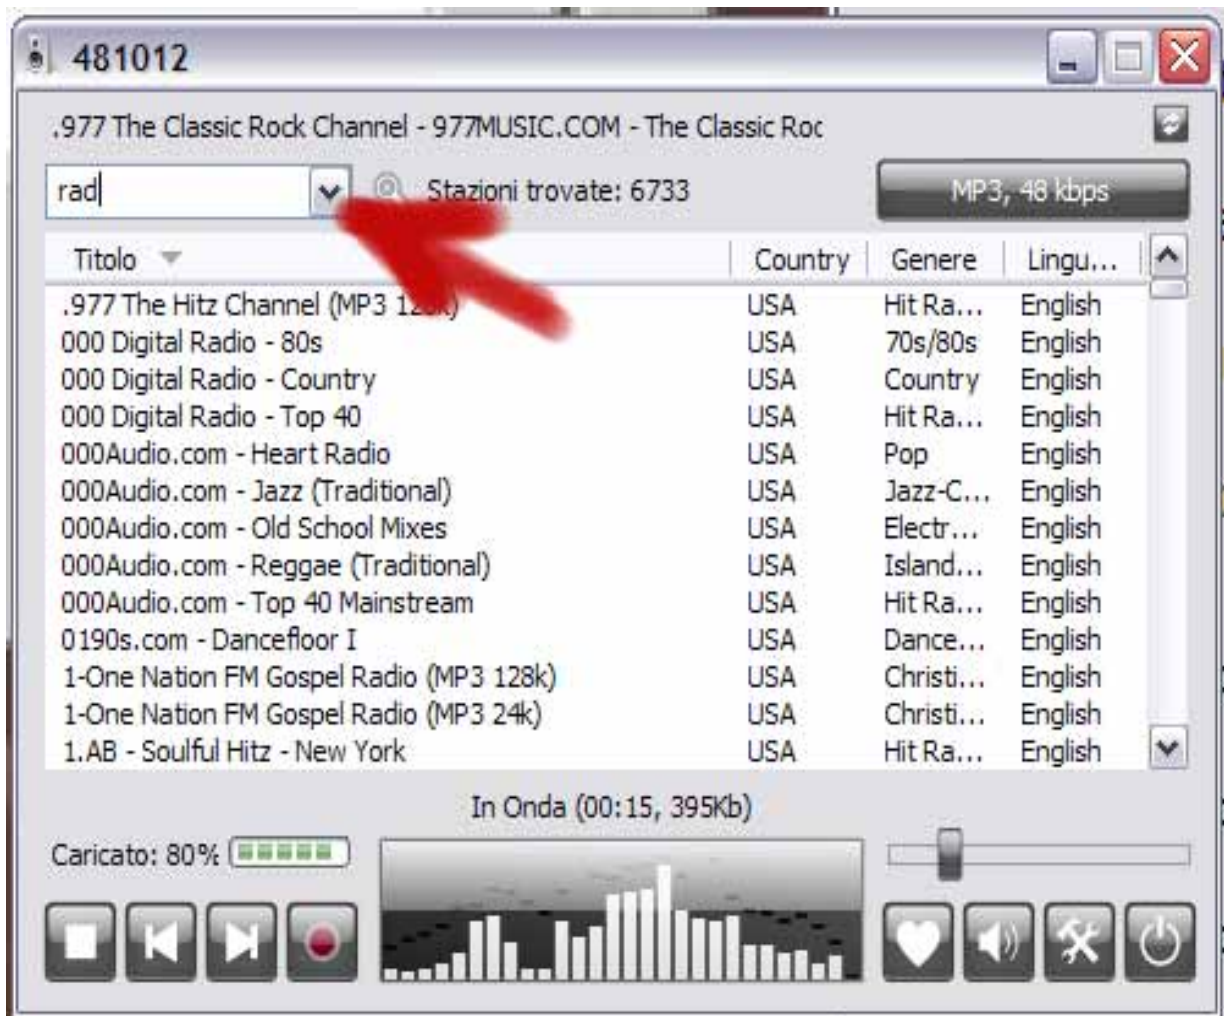 481012
.977 The Classic Rock Channel - 977MUSIC.COM - The Classic Roc
rad Stazioni trovate: 6733 MP3, 48 kbps
Titolo Country Genere Lingu...
.977 The Hitz Channel (MP3 128k) USA Hit Ra... English
000 Digital Radio - 80s USA 70s/80s English
000 Digital Radio - Country USA Country English
000 Digital Radio - Top 40 USA Hit Ra... English
000Audio.com - Heart Radio USA Pop English
000Audio.com - Jazz (Traditional) USA Jazz-C... English
000Audio.com - Old School Mixes USA Electr... English
000Audio.com - Reggae (Traditional) USA Island... English
000Audio.com - Top 40 Mainstream USA Hit Ra... English
0190s.com - Dancefloor I USA Dance... English
1-One Nation FM Gospel Radio (MP3 128k) USA Christi... English
1-One Nation FM Gospel Radio (MP3 24k) USA Christi... English
1.AB - Soulful Hitz - New York USA Hit Ra... English
In Onda (00:15, 395Kb)
Caricato: 80%